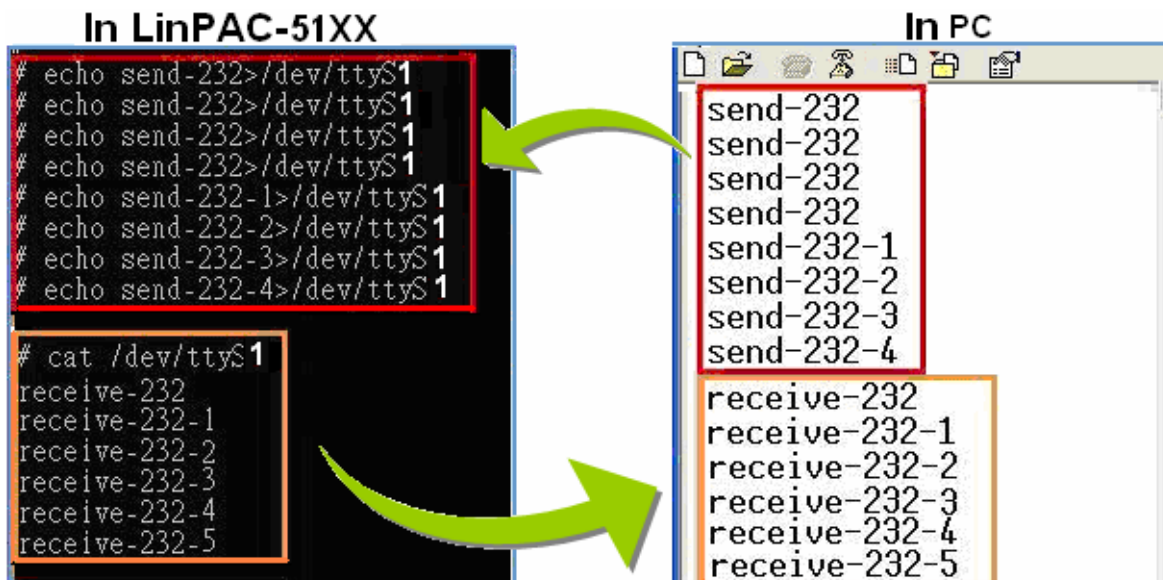 In LinPAC-51XX
# echo send-232>/dev/ttyS1
# echo send-232>/dev/ttyS1
# echo send-232>/dev/ttyS1
# echo send-232>/dev/ttyS1
# echo send-232-1>/dev/ttyS1
# echo send-232-2>/dev/ttyS1
# echo send-232-3>/dev/ttyS1
# echo send-232-4>/dev/ttyS1
# cat /dev/ttyS1
receive-232
receive-232-1
receive-232-2
receive-232-3
receive-232-4
receive-232-5
In PC
send-232
send-232
send-232
send-232
send-232-1
send-232-2
send-232-3
send-232-4
receive-232
receive-232-1
receive-232-2
receive-232-3
receive-232-4
receive-232-5